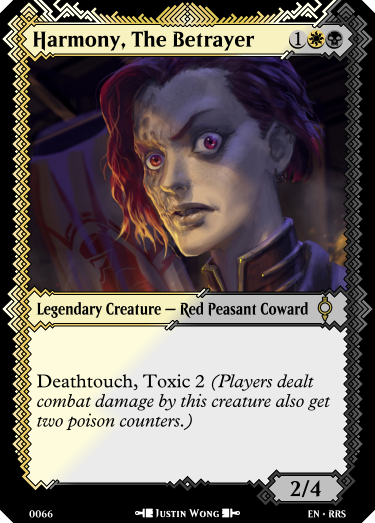 Harmony, The Betrayer 1
Legendary Creature — Red Peasant Coward
Deathtouch, Toxic 2 (Players dealt
combat damage by this creature also get
two poison counters.)
2/4
0066 Justin Wong EN • RRS